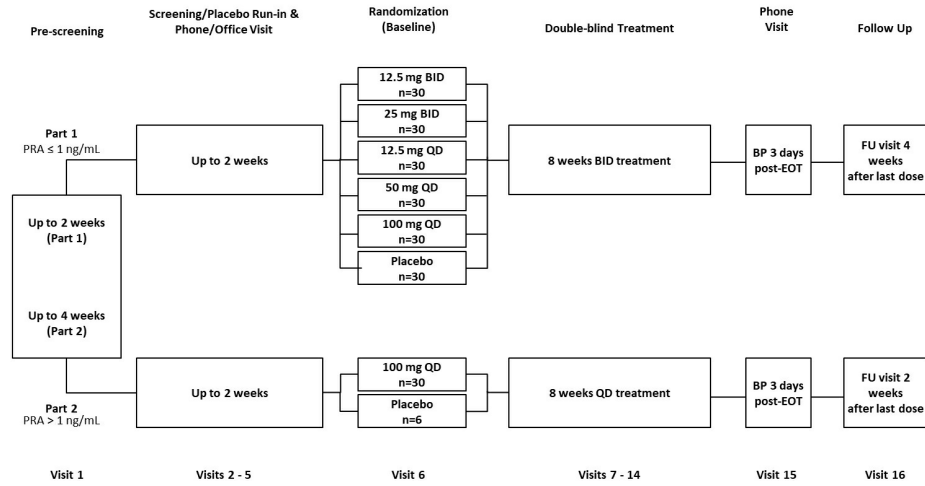 Pre-screening
Screening/Placebo Run-in &
Phone/Office Visit
Randomization
(Baseline)
Double-blind Treatment
Phone
Visit
Follow Up
Part 1
PRA ≤ 1 ng/mL
Up to 2 weeks
(Part 1)
Up to 4 weeks
(Part 2)
Part 2
PRA > 1 ng/mL
Up to 2 weeks
12.5 mg BID
n=30
25 mg BID
n=30
12.5 mg QD
n=30
50 mg QD
n=30
100 mg QD
n=30
Placebo
n=30
8 weeks BID treatment
BP 3 days
post-EOT
FU visit 4
weeks
after last dose
Up to 2 weeks
100 mg QD
n=30
Placebo
n=6
8 weeks QD treatment
BP 3 days
post-EOT
FU visit 2
weeks
after last dose
Visit 1
Visits 2 - 5
Visit 6
Visits 7 - 14
Visit 15
Visit 16